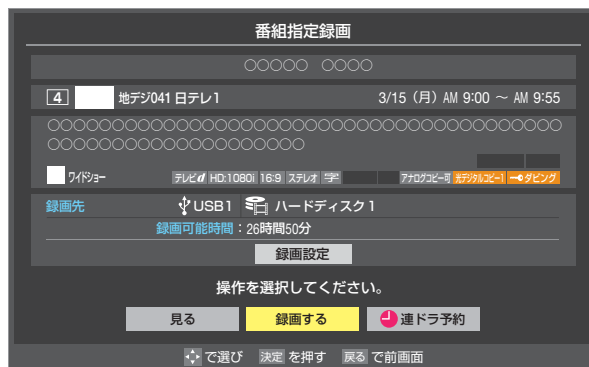 番組指定録画
○○○○○ ○○○○
4 地デジ041 日テレ1 3/15（月）AM 9:00 ～ AM 9:55
○○○○○○○○○○○○○○○○○○○○○○○○○○○○○○○○○○○○○○○○
○○○○○○○○○○○○○○○○○○○○
ワイドショー テレビd HD:1080i 16:9 ステレオ 字 アナログコピー可 光デジタルコピー1 ダビング
録画先 USB1 ハードディスク1
録画可能時間：26時間50分
録画設定
操作を選択してください。
見る 録画する 連ドラ予約
で選び 決定 を押す 戻る で前画面